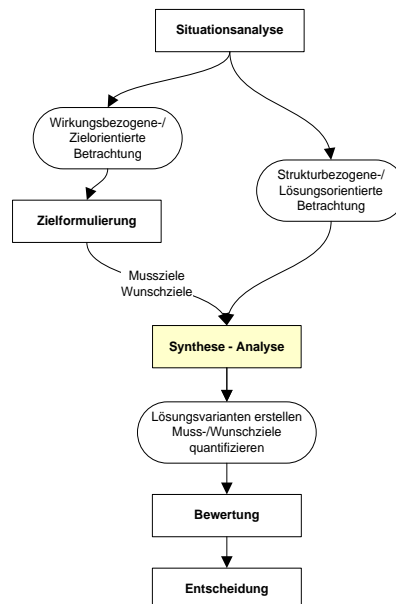 Situationsanalyse
Wirkungsbezogene-/
Zielorientierte
Betrachtung
Strukturbezogene-/
Lösungsorientierte
Betrachtung
Zielformulierung
Mussziele
Wunschziele
Synthese - Analyse
Lösungsvarianten erstellen
Muss-/Wunschziele
quantifizieren
Bewertung
Entscheidung